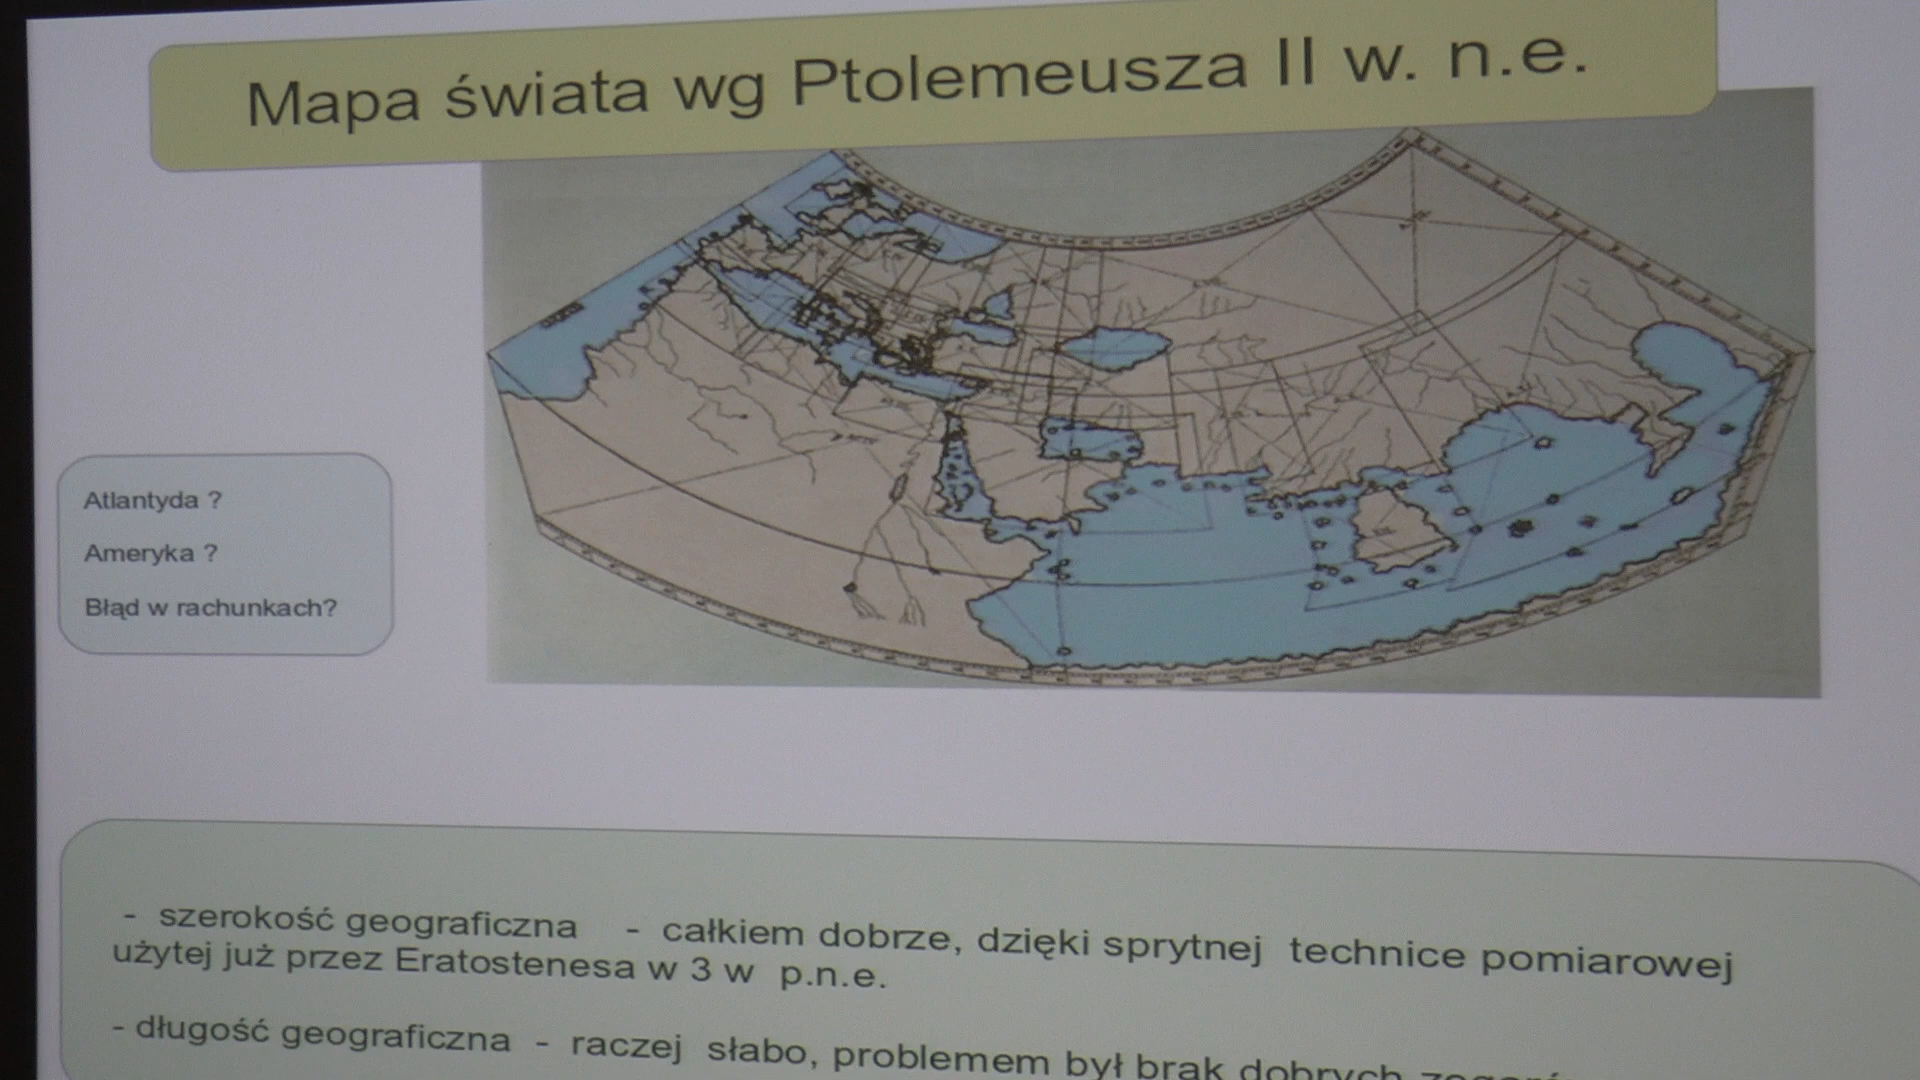 Mapa świata wg Ptolemeusza II w. n.e.
Atlantyda ?
Ameryka ?
Błąd w rachunkach?
- szerokość geograficzna - całkiem dobrze, dzięki sprytnej technice pomiarowej
użytej już przez Eratostenesa w 3 w p.n.e.
- długość geograficzna - raczej słabo, problemem był brak dobrych